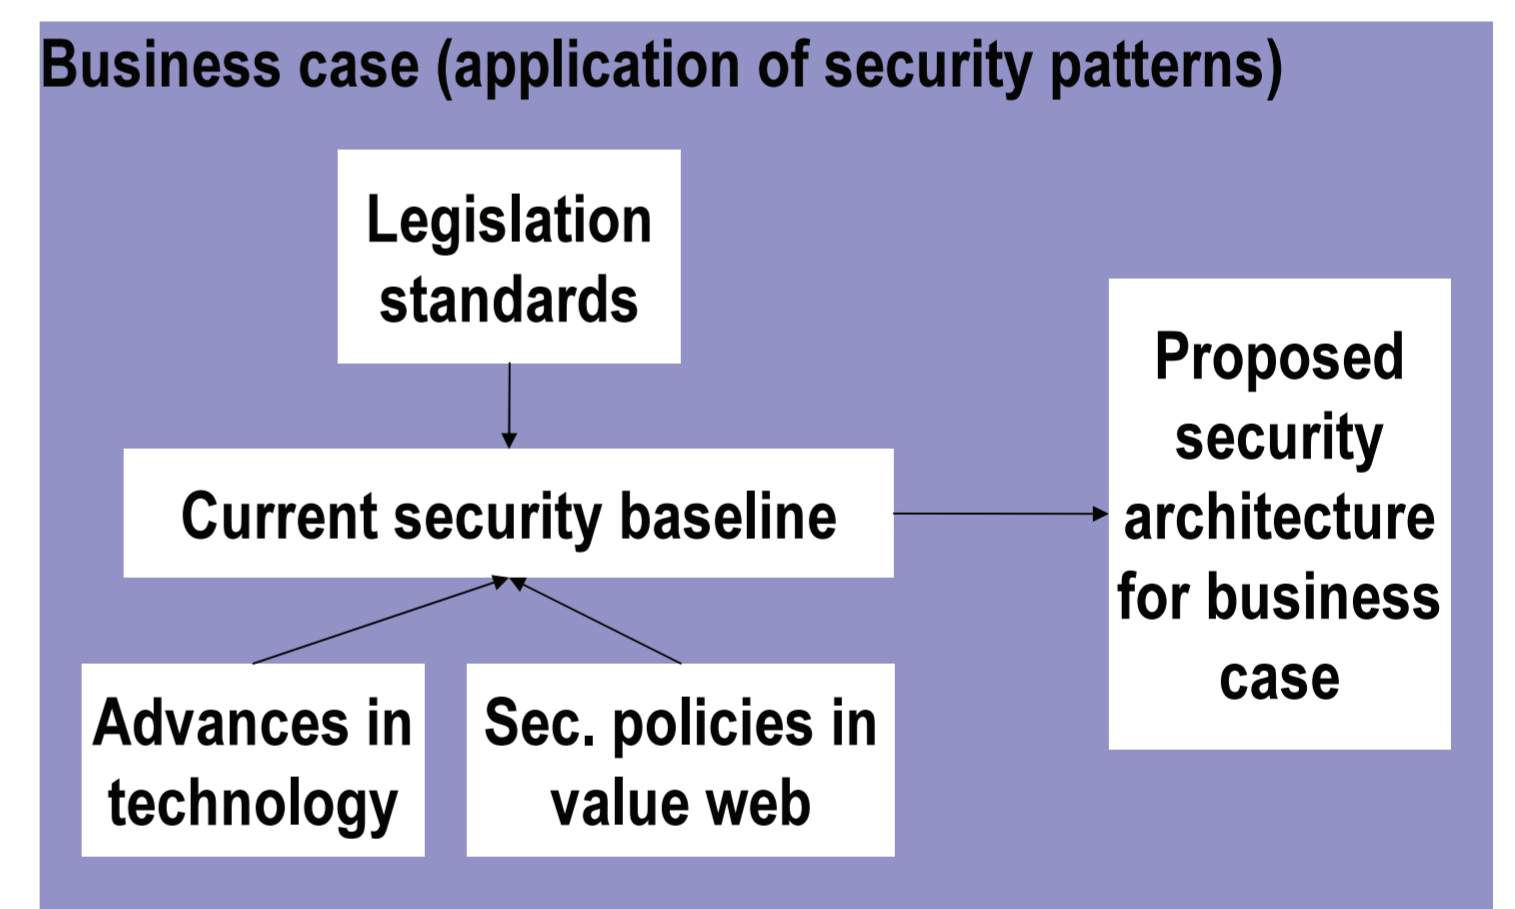 Business case (application of security patterns)
Legislation
standards
Proposed
security
architecture
for business
case
Current security baseline
Advances in
technology
Sec. policies in
value web